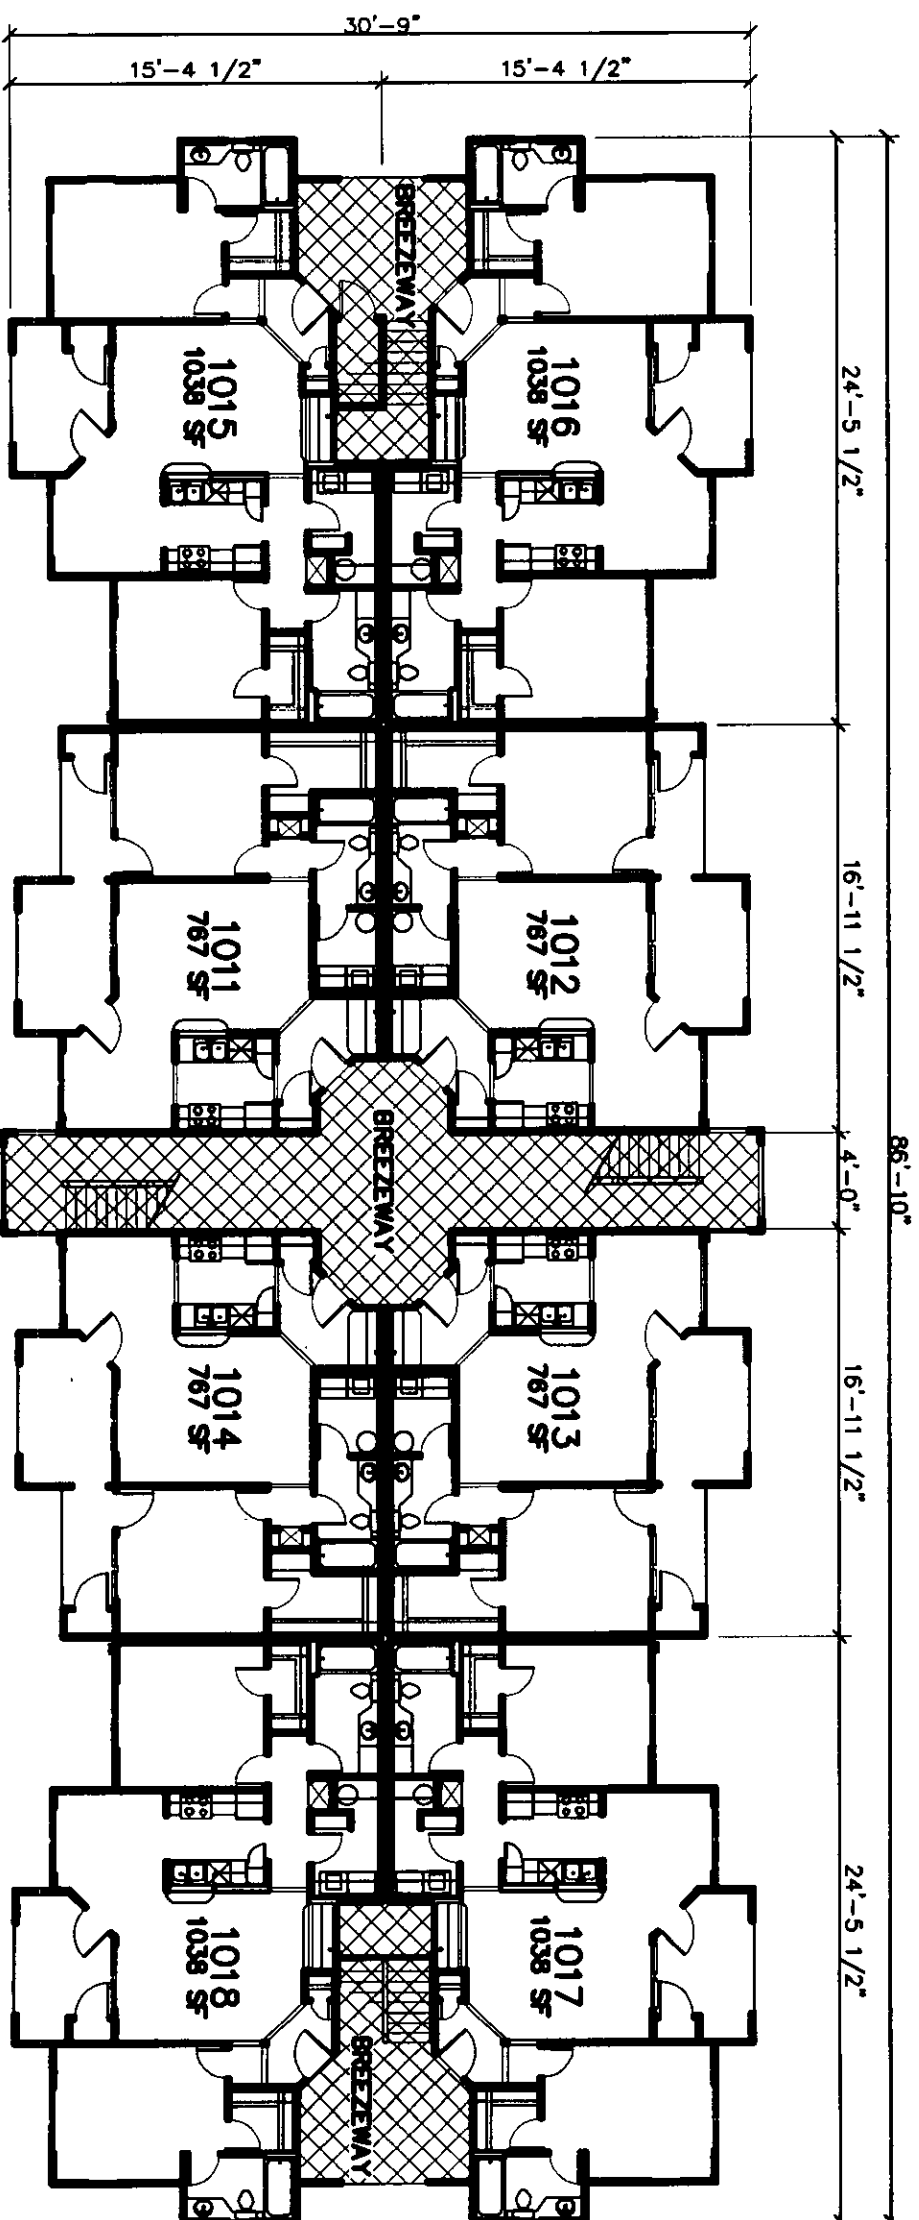 30'-9"
15'-4 1/2"
15'-4 1/2"
BREEZEWAY
1015
1038 SF
1016
1038 SF
24'-5 1/2"
1011
767 SF
1012
767 SF
16'-11 1/2"
BREEZEWAY
4'-0"
86'-10"
1014
767 SF
1013
767 SF
16'-11 1/2"
1018
1038 SF
1017
1038 SF
24'-5 1/2"
BREEZEWAY